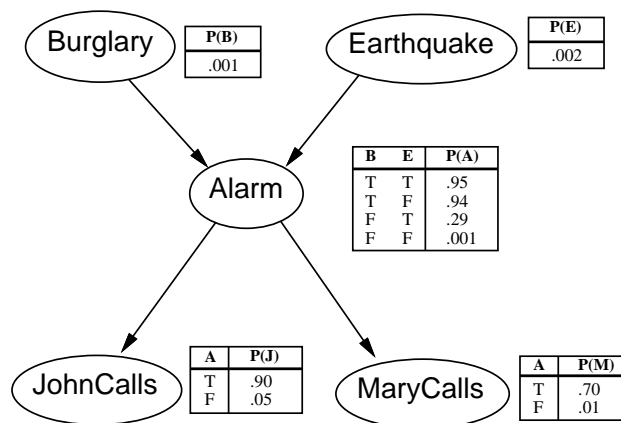 Burglary
P(B)
.001
Earthquake
P(E)
.002
Alarm
B E P(A)
T T .95
T F .94
F T .29
F F .001
JohnCalls
A P(J)
T .90
F .05
MaryCalls
A P(M)
T .70
F .01